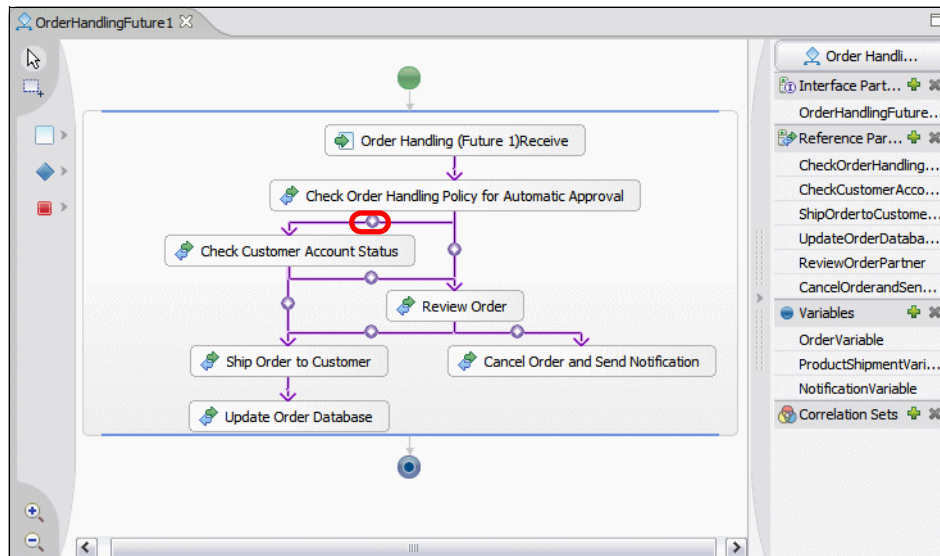 OrderHandlingFuture1
Order Handling (Future 1)Receive
Check Order Handling Policy for Automatic Approval
Check Customer Account Status
Review Order
Ship Order to Customer
Cancel Order and Send Notification
Update Order Database
Order Handli...
Interface Part...
OrderHandlingFuture...
Reference Par...
CheckOrderHandling...
CheckCustomerAcco...
ShipOrdertoCustome...
UpdateOrderDataba...
ReviewOrderPartner
CancelOrderandSen...
Variables
OrderVariable
ProductShipmentVari...
NotificationVariable
Correlation Sets